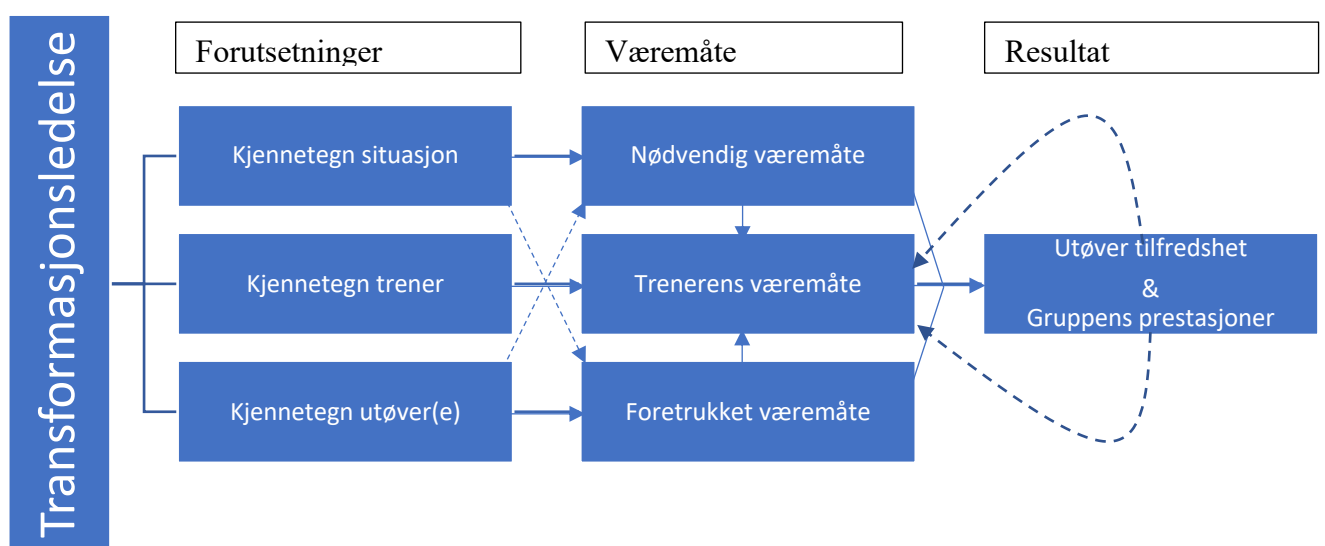 Transformasjonsledelse
Forutsetninger
Væremåte
Resultat
Kjennetegn situasjon
Nødvendig væremåte
Kjennetegn trener
Trenerens væremåte
Utøver tilfredshet
&
Gruppens prestasjoner
Kjennetegn utøver(e)
Foretrukket væremåte